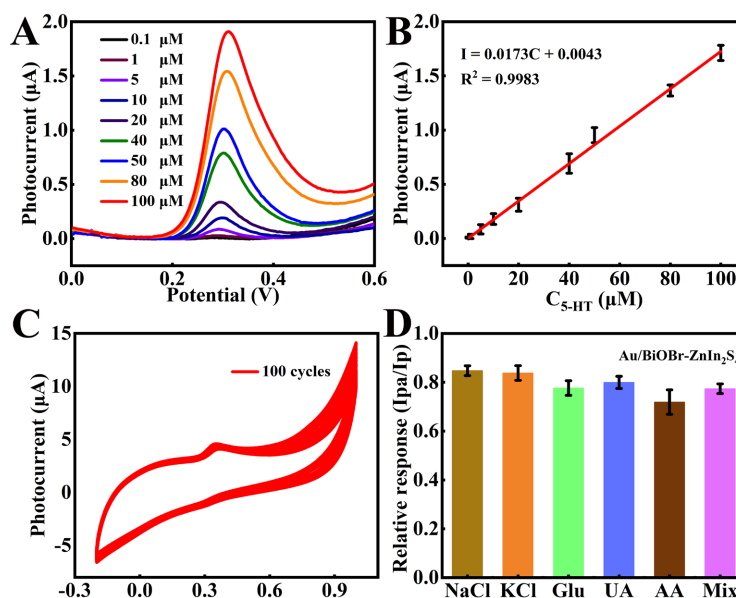 A
0.1 μM
1 μM
5 μM
10 μM
20 μM
40 μM
50 μM
80 μM
100 μM
2.0
1.5
1.0
0.5
0.0
Photocurrent (μA)
0.0 0.2 0.4 0.6
Potential (V)
B
I = 0.0173C + 0.0043
R² = 0.9983
2.0
1.5
1.0
0.5
0.0
Photocurrent (μA)
0 20 40 60 80 100
C5-HT (μM)
C
100 cycles
15
10
5
0
-5
Photocurrent (μA)
-0.3 0.0 0.3 0.6 0.9
D
Au/BiOBr-ZnIn₂S
1.0
0.8
0.6
0.4
0.2
0.0
Relative response (Ipa/Ip)
NaCl KCl Glu UA AA Mix